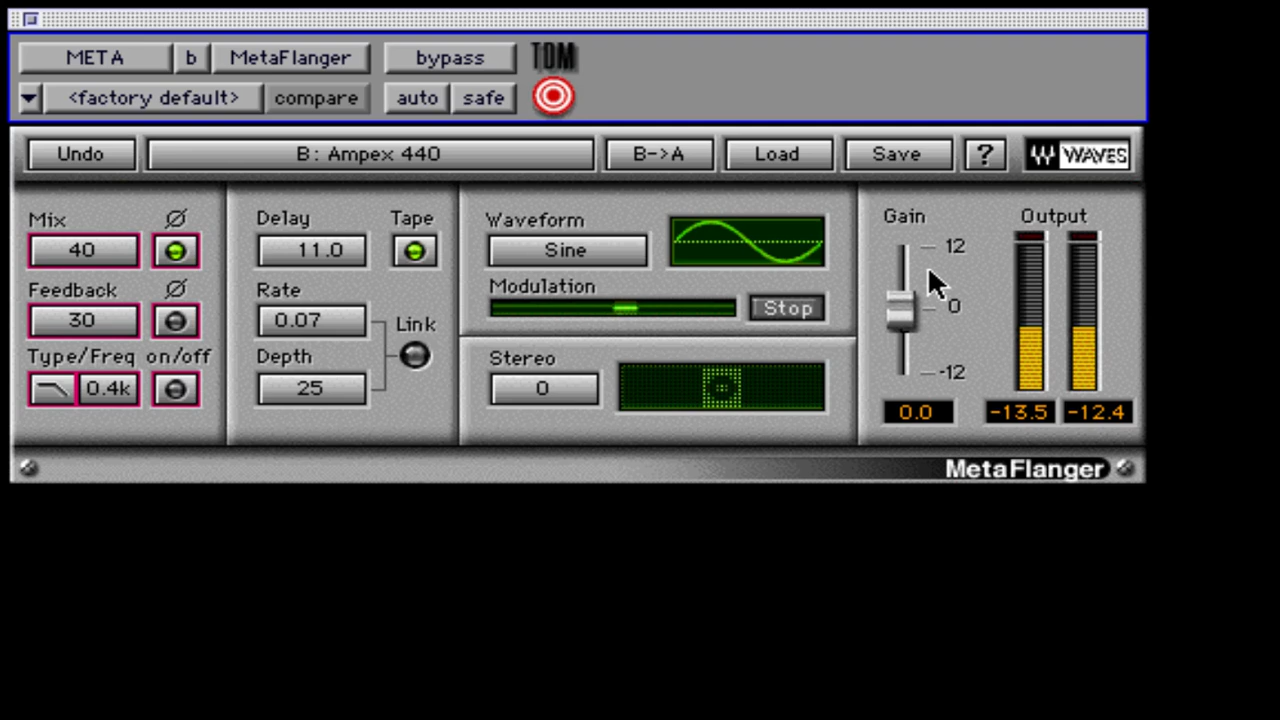 META b MetaFlanger bypass TDM
<factory default> compare auto safe
Undo B: Ampex 440 B->A Load Save ? WAVES
Mix Ø Delay Tape Waveform Gain Output
40 11.0 Sine 12
Feedback Ø Rate Modulation
30 0.07 Link Stop 0
Type/Freq on/off Depth Stereo
0.4k 25 0 -12
0.0 -13.5 -12.4
MetaFlanger